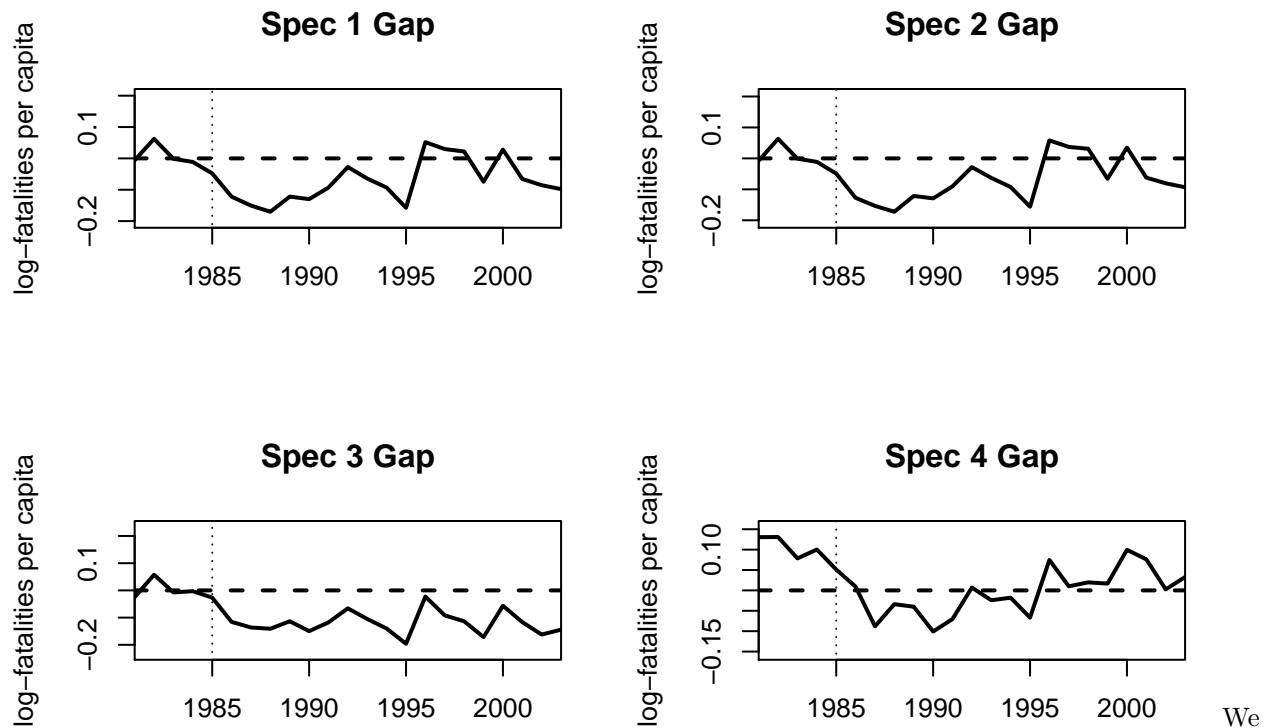 Spec 1 Gap
log−fatalities per capita
0.1
−0.2
1985 1990 1995 2000
Spec 2 Gap
log−fatalities per capita
0.1
−0.2
1985 1990 1995 2000
Spec 3 Gap
log−fatalities per capita
0.1
−0.2
1985 1990 1995 2000
Spec 4 Gap
log−fatalities per capita
0.10
−0.15
1985 1990 1995 2000
We